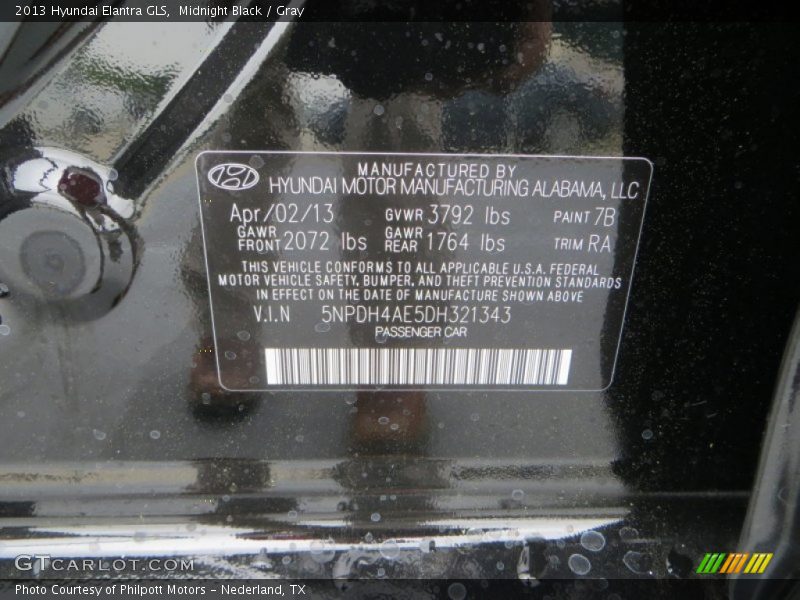 2013 Hyundai Elantra GLS, Midnight Black / Gray
MANUFACTURED BY
HYUNDAI MOTOR MANUFACTURING ALABAMA, LLC
Apr/02/13 GVWR 3792 lbs PAINT 7B
GAWR FRONT 2072 lbs GAWR REAR 1764 lbs TRIM RA
THIS VEHICLE CONFORMS TO ALL APPLICABLE U.S.A. FEDERAL
MOTOR VEHICLE SAFETY, BUMPER, AND THEFT PREVENTION STANDARDS
IN EFFECT ON THE DATE OF MANUFACTURE SHOWN ABOVE
V.I.N 5NPDH4AE5DH321343
PASSENGER CAR
GTCARLOT.COM
Photo Courtesy of Philpott Motors - Nederland, TX